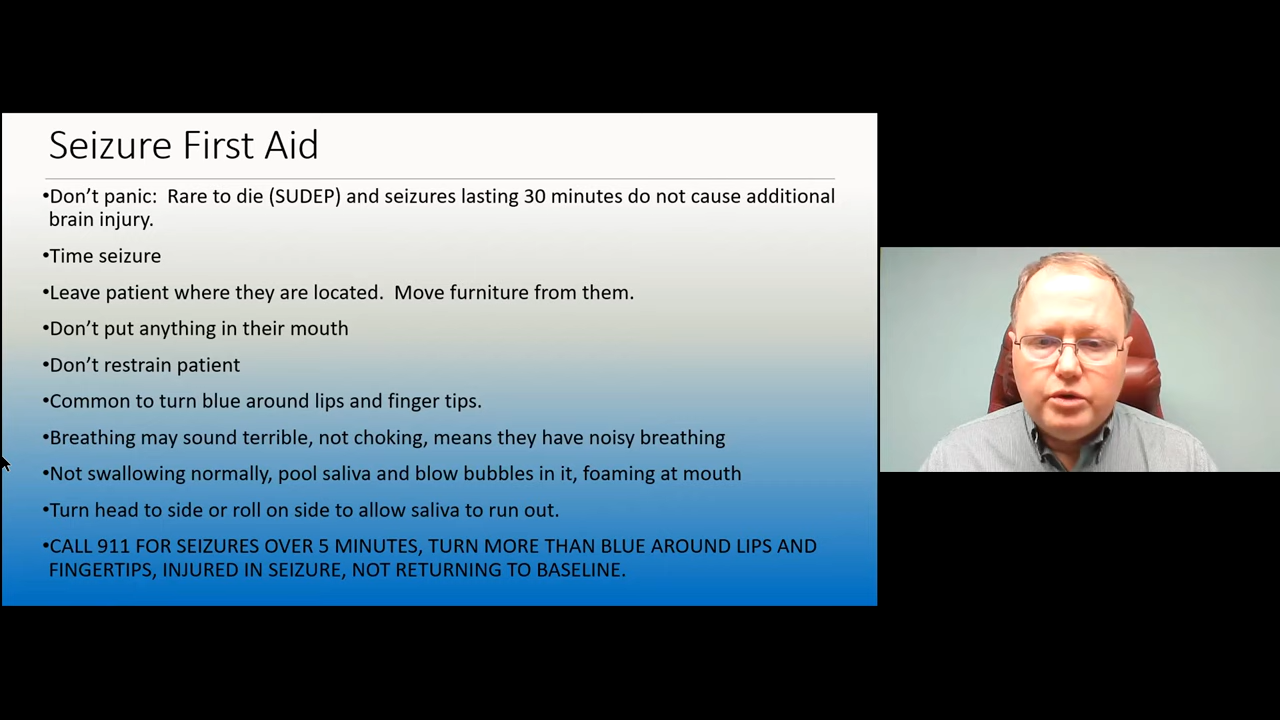 Seizure First Aid
•Don’t panic:  Rare to die (SUDEP) and seizures lasting 30 minutes do not cause additional
brain injury.
•Time seizure
•Leave patient where they are located.  Move furniture from them.
•Don’t put anything in their mouth
•Don’t restrain patient
•Common to turn blue around lips and finger tips.
•Breathing may sound terrible, not choking, means they have noisy breathing
•Not swallowing normally, pool saliva and blow bubbles in it, foaming at mouth
•Turn head to side or roll on side to allow saliva to run out.
•CALL 911 FOR SEIZURES OVER 5 MINUTES, TURN MORE THAN BLUE AROUND LIPS AND
FINGERTIPS, INJURED IN SEIZURE, NOT RETURNING TO BASELINE.